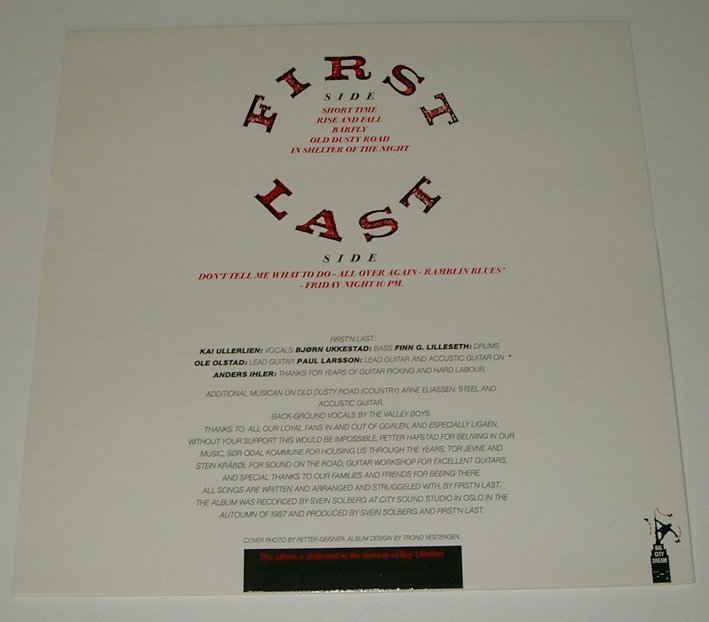 FIRST
SIDE
SHORT TIME
RISE AND FALL
BARFLY
OLD DUSTY ROAD
IN SHELTER OF THE NIGHT
LAST
SIDE
DON'T TELL ME WHAT TO DO - ALL OVER AGAIN - RAMBLIN BLUES*
- FRIDAY NIGHT 10 PM.
FIRST'N LAST:
KAI ULLERLIEN: VOCALS BJØRN UKKESTAD: BASS FINN G. LILLESETH: DRUMS
OLE OLSTAD: LEAD GUITAR PAUL LARSSON: LEAD GUITAR AND ACCUSTIC GUITAR ON *
ANDERS IHLER: THANKS FOR YEARS OF GUITAR PICKING AND HARD LABOUR.
ADDITIONAL MUSICAN ON OLD DUSTY ROAD (COUNTRY) ARNE ELIASSEN: STEEL AND
ACCUSTIC GUITAR.
BACK-GROUND VOCALS BY THE VALLEY BOYS.
THANKS TO: ALL OUR LOYAL FANS IN AND OUT OF ODALEN, AND ESPECIALLY LIGAEN,
WITHOUT YOUR SUPPORT THIS WOULD BE IMPOSSIBLE, PETTER HAFSTAD FOR BELIVING IN OUR
MUSIC, SØR ODAL KOMMUNE FOR HOUSING US THROUGH THE YEARS, TOR JEVNE AND
STEIN KRÅBØL, FOR SOUND ON THE ROAD, GUITAR WORKSHOP FOR EXCELLENT GUITARS,
AND SPECIAL THANKS TO OUR FAMILIES AND FRIENDS FOR BEEING THERE.
ALL SONGS ARE WRITTEN AND ARRANGED AND STRUGGELED WITH, BY FIRST'N LAST.
THE ALBUM WAS RECORDED BY SVEIN SOLBERG AT CITY SOUND STUDIO IN OSLO IN THE
AUTOUMN OF 1987 AND PRODUCED BY SVEIN SOLBERG AND FIRST'N LAST.
COVER PHOTO BY PETTER GEISNER. ALBUM DESIGN BY TROND VESTENGEN
This album is dedicated to the memory of Roy Ullerlien
BIG
CITY
DREAM